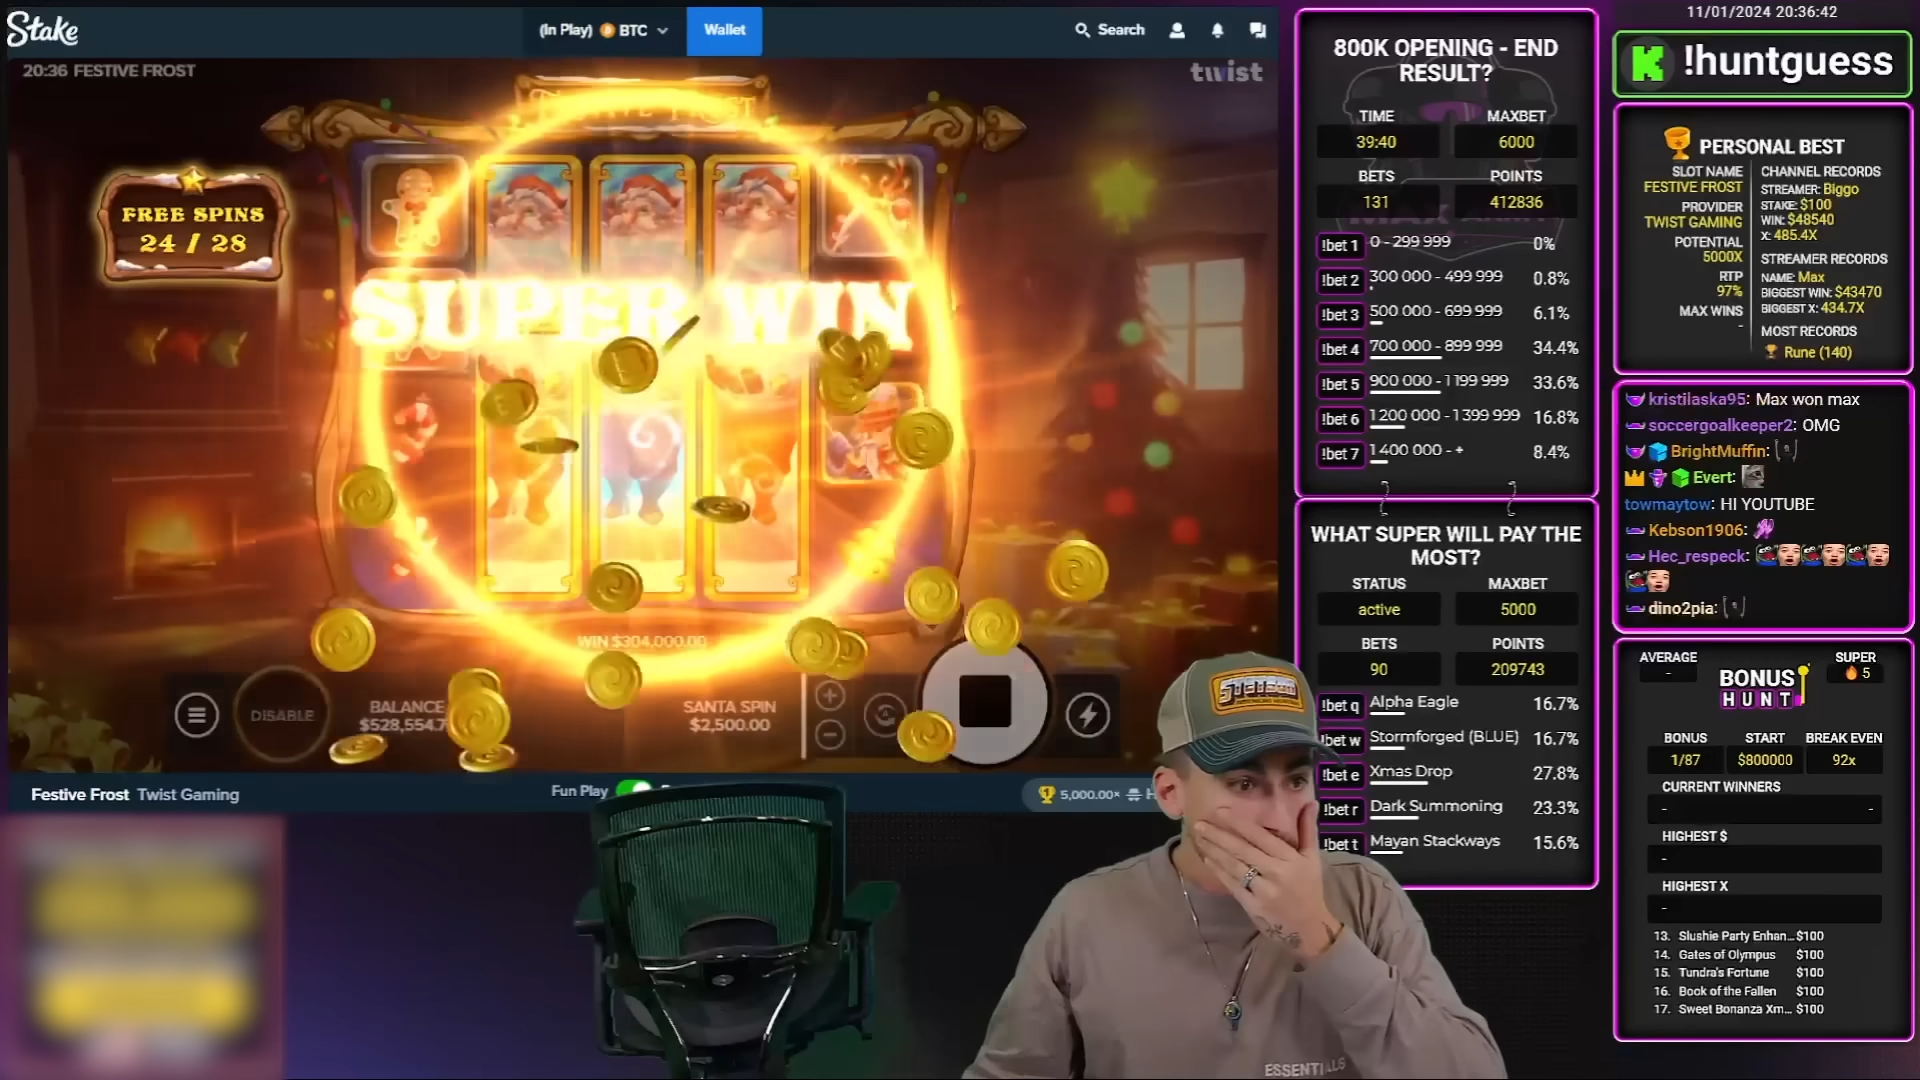 Stake
(In Play) BTC
Wallet
Search
20:36 FESTIVE FROST
twist
FREE SPINS
24 / 28
SUPER WIN
WIN $304,000.00
DISABLE
BALANCE
$528,554.7
SANTA SPIN
$2,500.00
Festive Frost Twist Gaming
Fun Play
5,000.00×
STETSON
ESSENTIALS
800K OPENING - END
RESULT?
TIME MAXBET
39:40 6000
BETS POINTS
131 412836
!bet 1 0 - 299 999 0%
!bet 2 300 000 - 499 999 0.8%
!bet 3 500 000 - 699 999 6.1%
!bet 4 700 000 - 899 999 34.4%
!bet 5 900 000 - 1 199 999 33.6%
!bet 6 1 200 000 - 1 399 999 16.8%
!bet 7 1 400 000 - + 8.4%
WHAT SUPER WILL PAY THE
MOST?
STATUS MAXBET
active 5000
BETS POINTS
90 209743
!bet q Alpha Eagle 16.7%
!bet w Stormforged (BLUE) 16.7%
!bet e Xmas Drop 27.8%
!bet r Dark Summoning 23.3%
!bet t Mayan Stackways 15.6%
11/01/2024 20:36:42
K !huntguess
PERSONAL BEST
SLOT NAME
FESTIVE FROST
PROVIDER
TWIST GAMING
POTENTIAL
5000X
RTP
97%
MAX WINS
-
CHANNEL RECORDS
STREAMER: Biggo
STAKE: $100
WIN: $48540
X: 485.4X
STREAMER RECORDS
NAME: Max
BIGGEST WIN: $43470
BIGGEST X: 434.7X
MOST RECORDS
Rune (140)
kristilaska95: Max won max
soccergoalkeeper2: OMG
BrightMuffin:
Evert:
towmaytow: HI YOUTUBE
Kebson1906:
Hec_respeck:
dino2pia:
AVERAGE
-
BONUS
HUNT
SUPER
5
BONUS START BREAK EVEN
1/87 $800000 92x
CURRENT WINNERS
- -
HIGHEST $
-
HIGHEST X
-
13. Slushie Party Enhan... $100
14. Gates of Olympus $100
15. Tundra's Fortune $100
16. Book of the Fallen $100
17. Sweet Bonanza Xm... $100